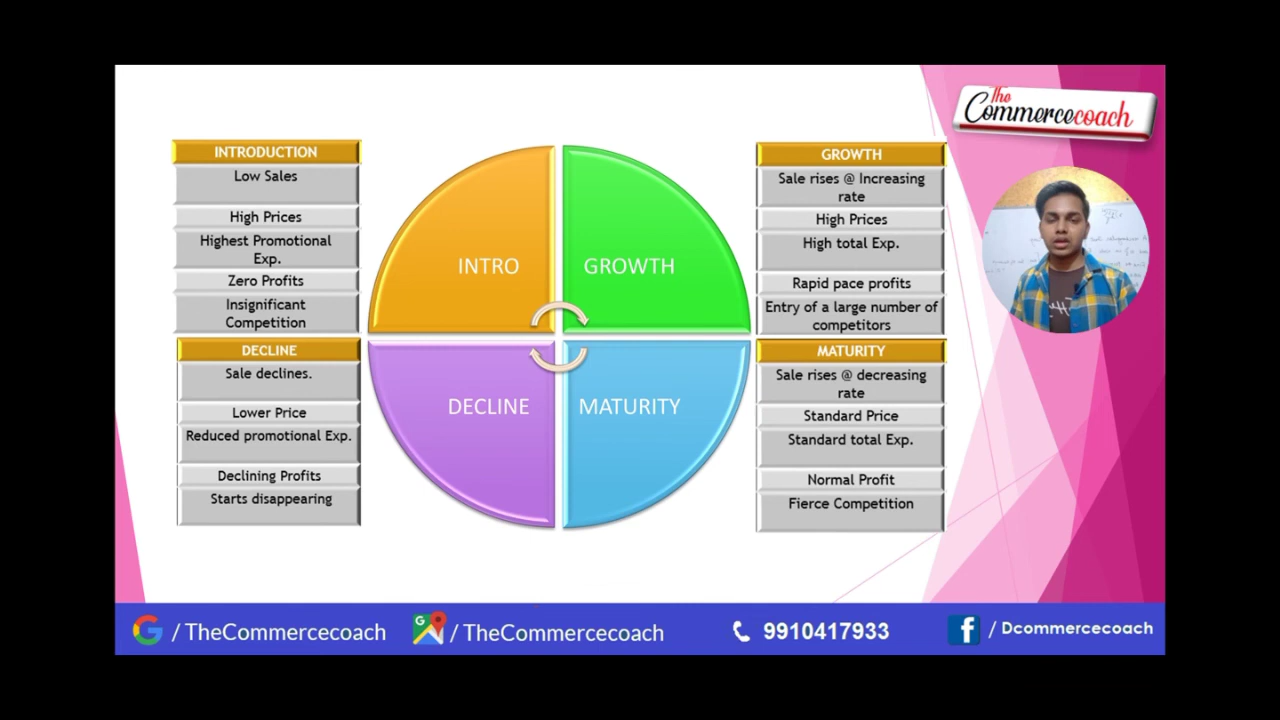 The
Commercecoach
INTRODUCTION
Low Sales
High Prices
Highest Promotional
Exp.
Zero Profits
Insignificant
Competition
INTRO
GROWTH
GROWTH
Sale rises @ Increasing
rate
High Prices
High total Exp.
Rapid pace profits
Entry of a large number of
competitors
DECLINE
Sale declines.
Lower Price
Reduced promotional Exp.
Declining Profits
Starts disappearing
DECLINE
MATURITY
MATURITY
Sale rises @ decreasing
rate
Standard Price
Standard total Exp.
Normal Profit
Fierce Competition
/ TheCommercecoach
/ TheCommercecoach
9910417933
/ Dcommercecoach